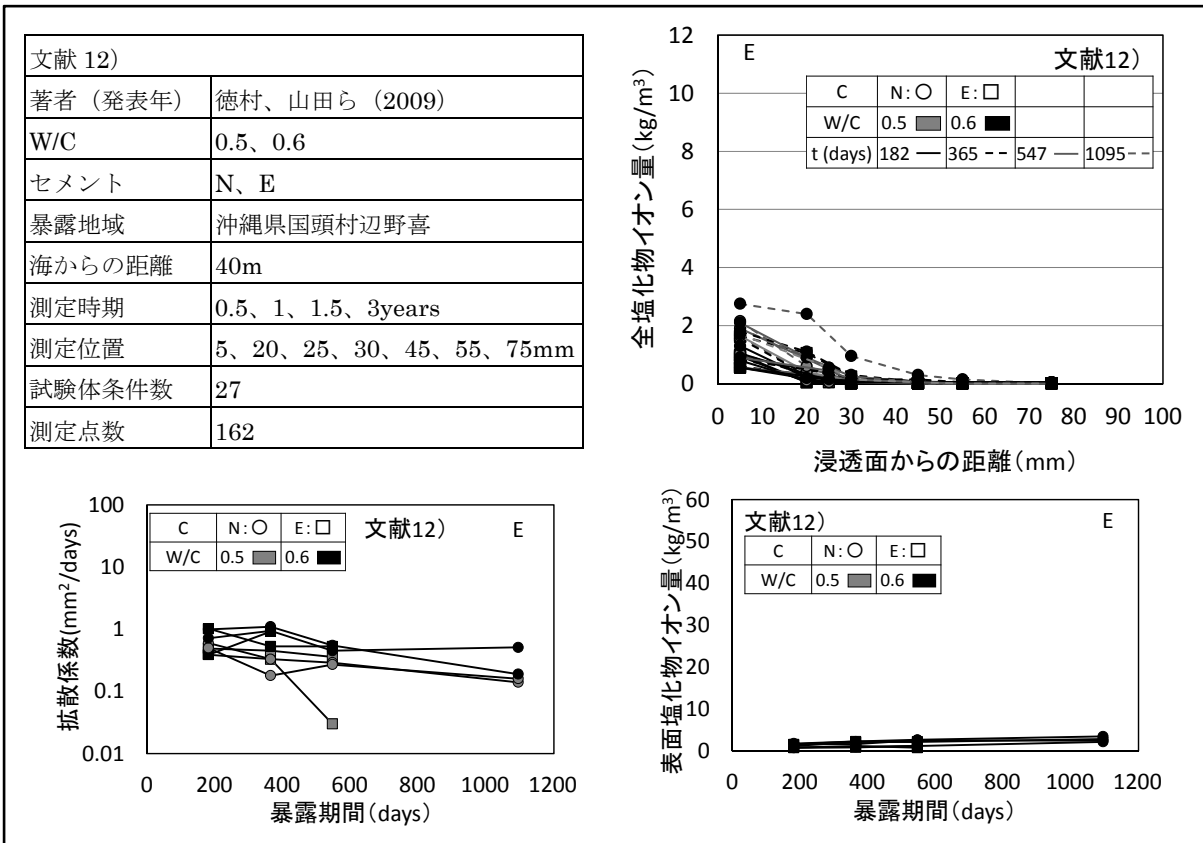 文献 12）
著者（発表年） 徳村、山田ら（2009）
W/C 0.5、0.6
セメント N、E
暴露地域 沖縄県国頭村辺野喜
海からの距離 40m
測定時期 0.5、1、1.5、3years
測定位置 5、20、25、30、45、55、75mm
試験体条件数 27
測定点数 162
全塩化物イオン量(kg/m³)
12
10
8
6
4
2
0
E 文献12）
C N:○ E:□
W/C 0.5 0.6
t (days) 182 365 547 1095
0 10 20 30 40 50 60 70 80 90 100
浸透面からの距離(mm)
拡散係数(mm²/days)
100
10
1
0.1
0.01
C N:○ E:□
W/C 0.5 0.6
文献12） E
0 200 400 600 800 1000 1200
暴露期間(days)
表面塩化物イオン量(kg/m³)
60
50
40
30
20
10
0
文献12） E
C N:○ E:□
W/C 0.5 0.6
0 200 400 600 800 1000 1200
暴露期間(days)